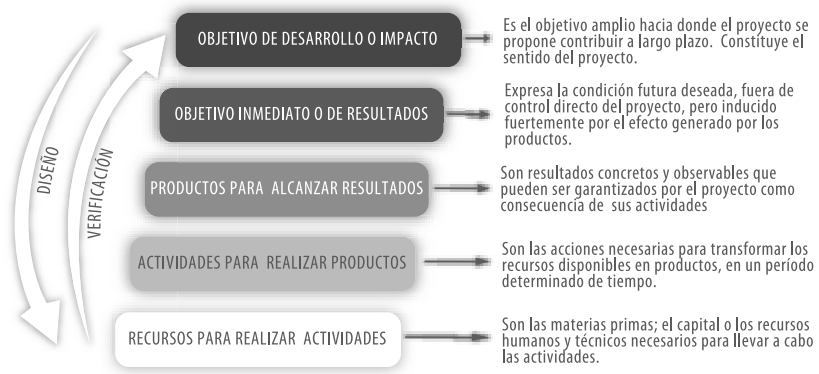 OBJETIVO DE DESARROLLO O IMPACTO
Es el objetivo amplio hacia donde el proyecto se
propone contribuir a largo plazo. Constituye el
sentido del proyecto.
OBJETIVO INMEDIATO O DE RESULTADOS
Expresa la condición futura deseada, fuera de
control directo del proyecto, pero inducido
fuertemente por el efecto generado por los
productos.
DISEÑO
VERIFICACIÓN
PRODUCTOS PARA ALCANZAR RESULTADOS
Son resultados concretos y observables que
pueden ser garantizados por el proyecto como
consecuencia de sus actividades
ACTIVIDADES PARA REALIZAR PRODUCTOS
Son las acciones necesarias para transformar los
recursos disponibles en productos, en un período
determinado de tiempo.
RECURSOS PARA REALIZAR ACTIVIDADES
Son las materias primas; el capital o los recursos
humanos y técnicos necesarios para llevar a cabo
las actividades.